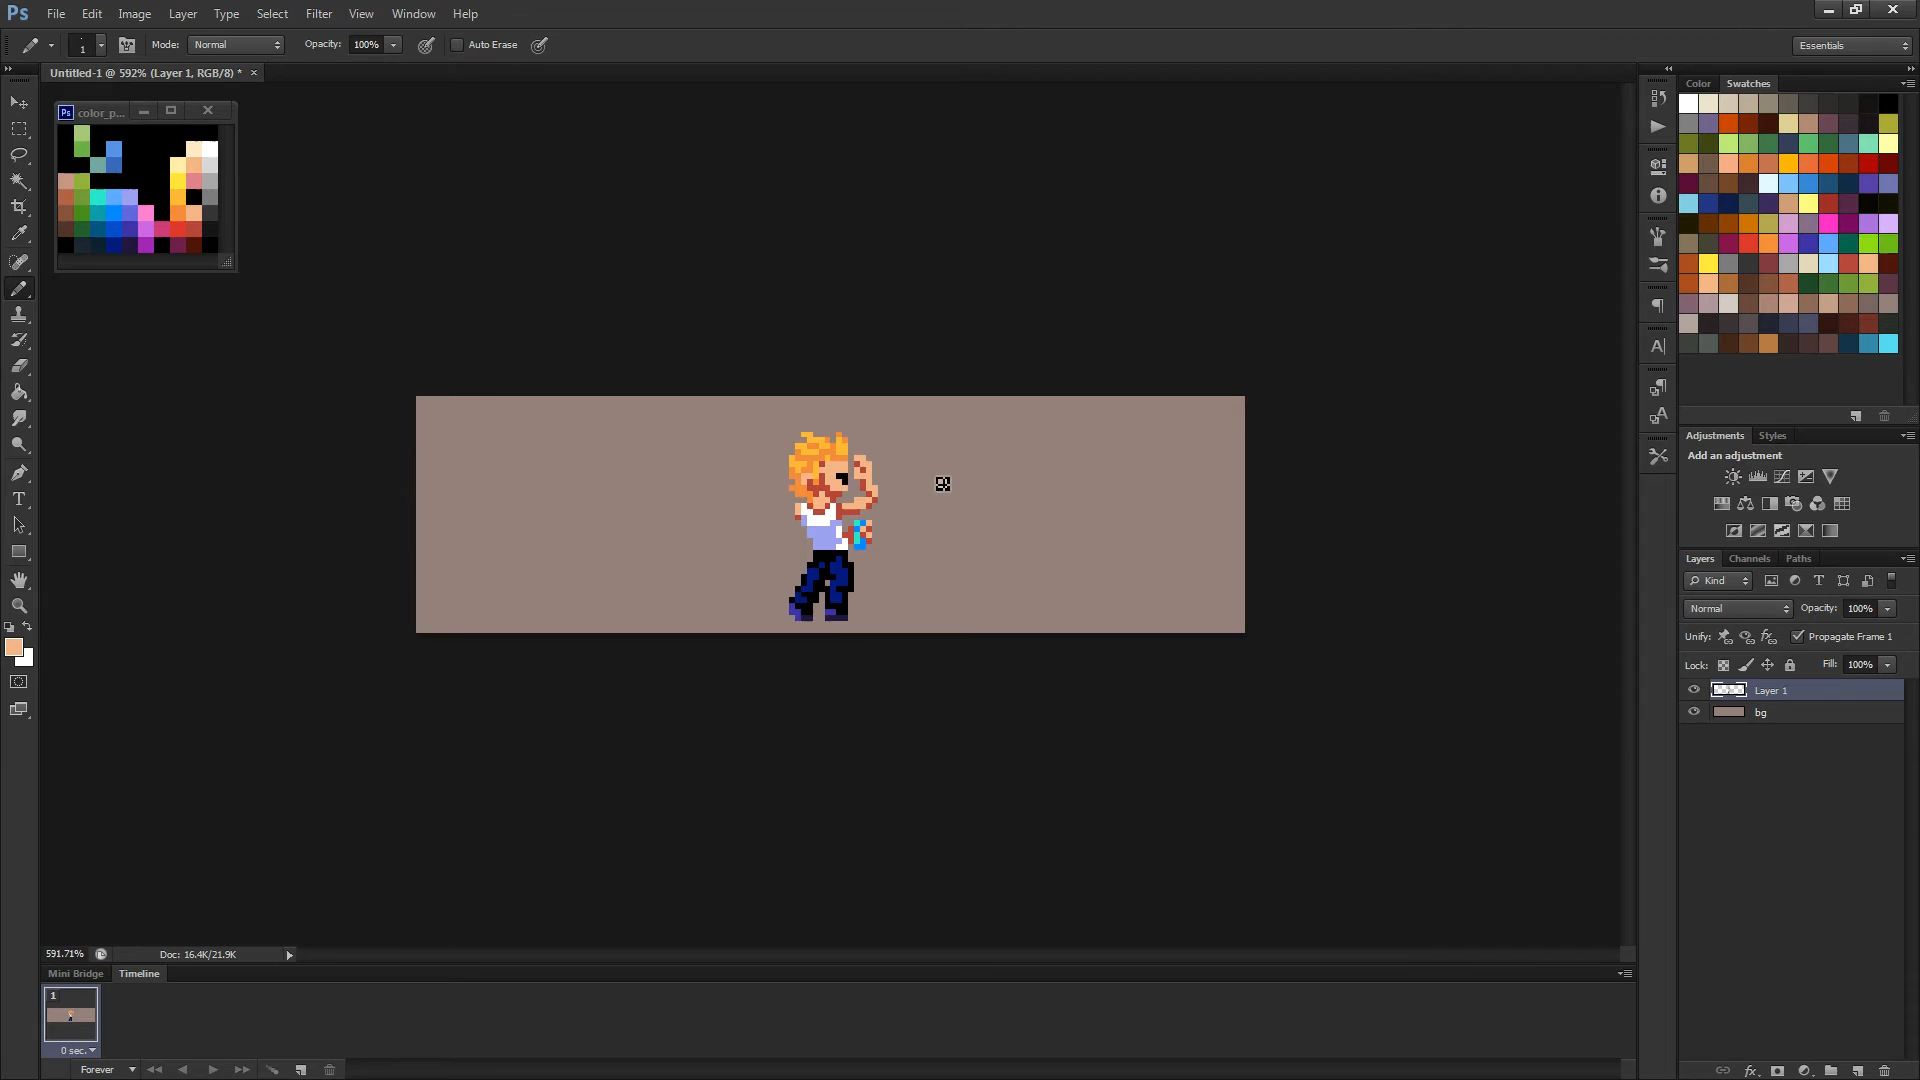 Ps File Edit Image Layer Type Select Filter Analysis View Window Help
1 Mode: Normal Opacity: 100% Auto Erase Essentials
Untitled-1 @ 592% (Layer 1, RGB/8) * ×
Color Swatches
Ps color_p...
Adjustments Styles
Add an adjustment
Layers Channels Paths
Kind
Normal Opacity: 100%
Unify: Propagate Frame 1
Lock: Fill: 100%
Layer 1
bg
591.71% Doc: 16.4K/21.9K
Mini Bridge Timeline
1
0 sec.
Forever